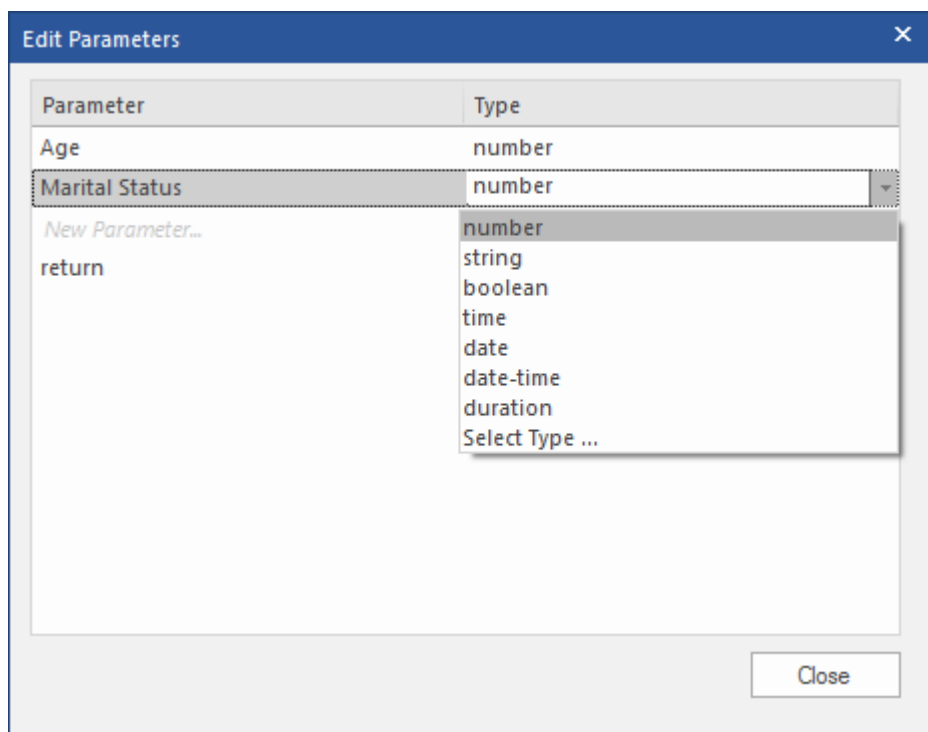 Edit Parameters
Parameter Type
Age number
Marital Status number
New Parameter... number
string
return boolean
time
date
date-time
duration
Select Type ...
Close